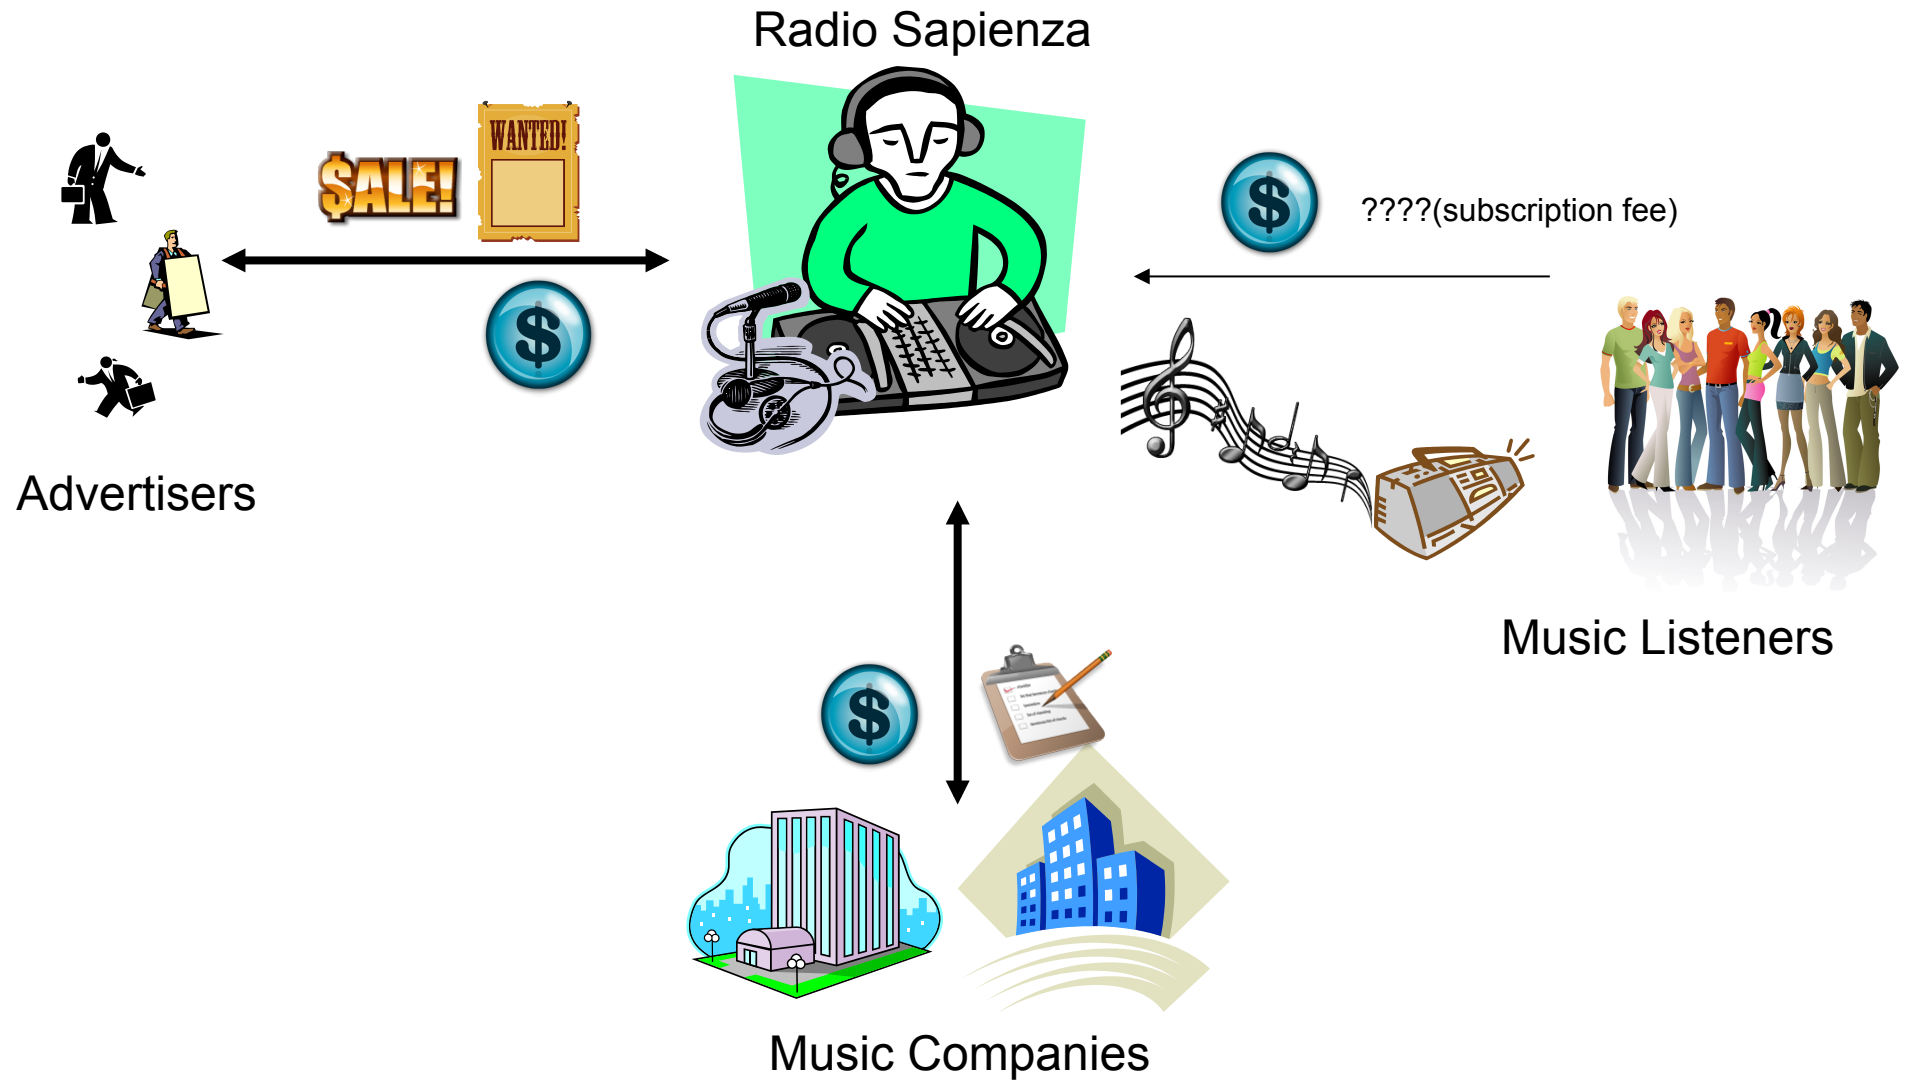 Radio Sapienza
WANTED!
$ALE!
$
????(subscription fee)
$
Advertisers
Music Listeners
$
Music Companies